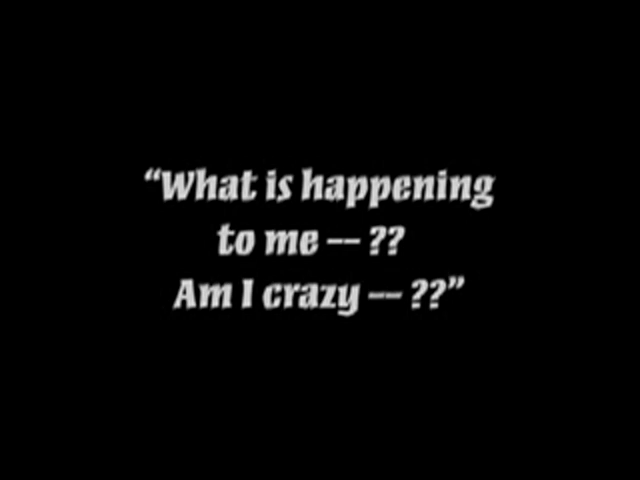 “What is happening
to me -- ??
Am I crazy -- ??”